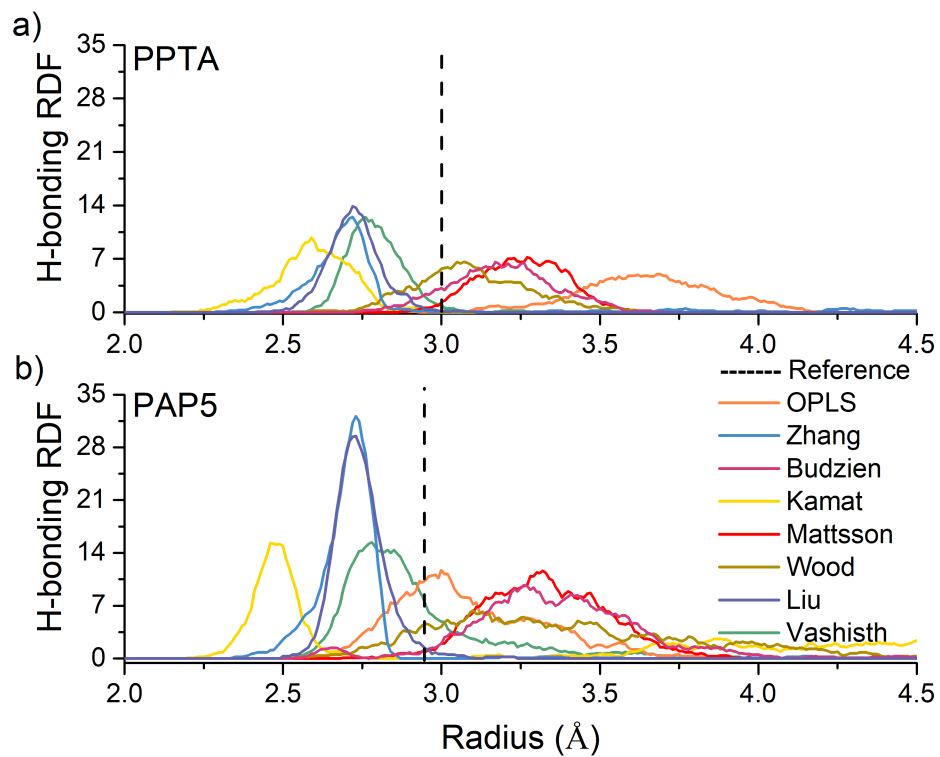 a)
PPTA
H-bonding RDF
35
28
21
14
7
0
2.0 2.5 3.0 3.5 4.0 4.5
b)
PAP5
H-bonding RDF
35
28
21
14
7
0
2.0 2.5 3.0 3.5 4.0 4.5
Radius (Å)
Reference
OPLS
Zhang
Budzien
Kamat
Mattsson
Wood
Liu
Vashisth